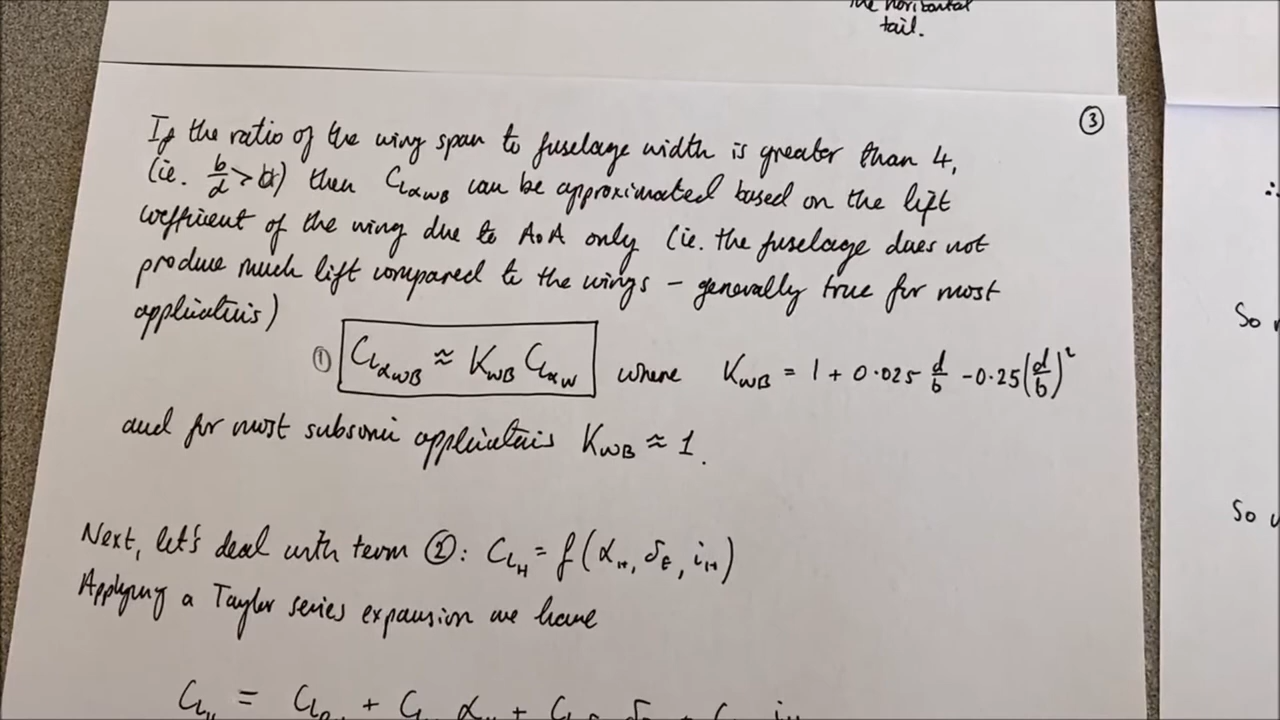 the horizontal
tail.
③
If the ratio of the wing span to fuselage width is greater than 4,
(ie. b/d > 4) then CLαWB can be approximated based on the lift
coefficient of the wing due to AoA only (ie. the fuselage does not
produce much lift compared to the wings - generally true for most
applications)
① CLαWB ≈ KWB CLαW where KWB = 1 + 0.025 d/b - 0.25(d/b)²
and for most subsonic applications KWB ≈ 1.
Next, let's deal with term ②: CLH = f(αH, δE, iH)
Applying a Taylor series expansion we have
∴
So
So